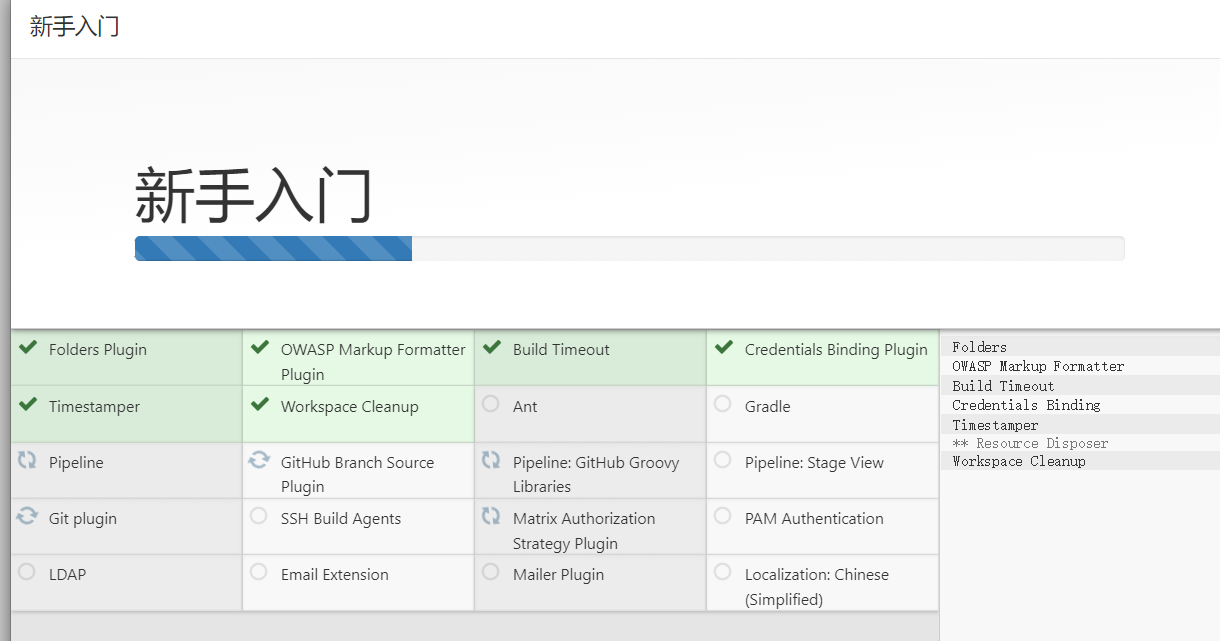 新手入门
新手入门
Folders Plugin
OWASP Markup Formatter
Plugin
Build Timeout
Credentials Binding Plugin
Timestamper
Workspace Cleanup
Ant
Gradle
Pipeline
GitHub Branch Source
Plugin
Pipeline: GitHub Groovy
Libraries
Pipeline: Stage View
Git plugin
SSH Build Agents
Matrix Authorization
Strategy Plugin
PAM Authentication
LDAP
Email Extension
Mailer Plugin
Localization: Chinese
(Simplified)
Folders
OWASP Markup Formatter
Build Timeout
Credentials Binding
Timestamper
** Resource Disposer
Workspace Cleanup